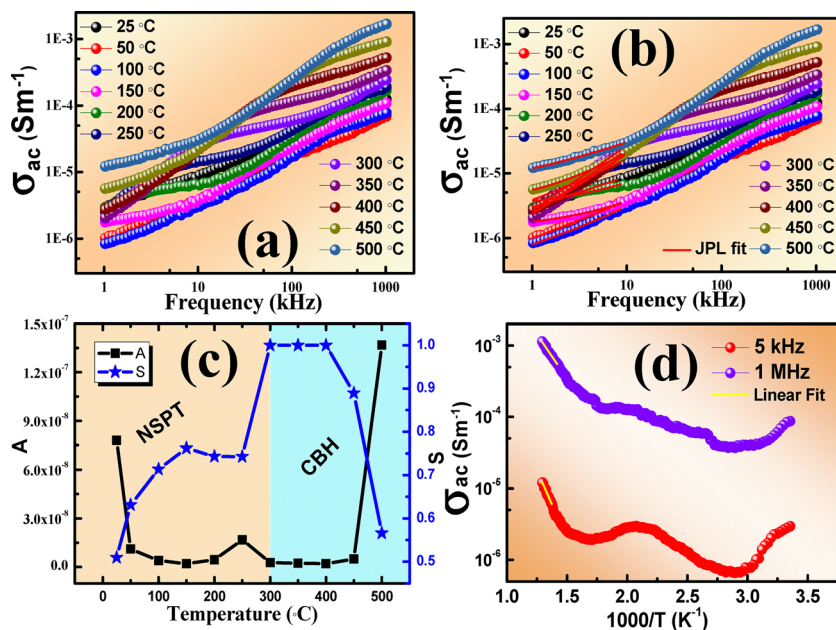 (a)
25 °C
50 °C
100 °C
150 °C
200 °C
250 °C
300 °C
350 °C
400 °C
450 °C
500 °C
σac (Sm-1)
1E-3
1E-4
1E-5
1E-6
1 10 100 1000
Frequency (kHz)
(b)
25 °C
50 °C
100 °C
150 °C
200 °C
250 °C
300 °C
350 °C
400 °C
450 °C
500 °C
JPL fit
σac (Sm-1)
1E-3
1E-4
1E-5
1E-6
1 10 100 1000
Frequency (kHz)
(c)
A
S
NSPT
CBH
A
1.5x10-7
1.2x10-7
9.0x10-8
6.0x10-8
3.0x10-8
0.0
S
1.0
0.9
0.8
0.7
0.6
0.5
0 100 200 300 400 500
Temperature (°C)
(d)
5 kHz
1 MHz
Linear Fit
σac (Sm-1)
10-3
10-4
10-5
10-6
1.0 1.5 2.0 2.5 3.0 3.5
1000/T (K-1)